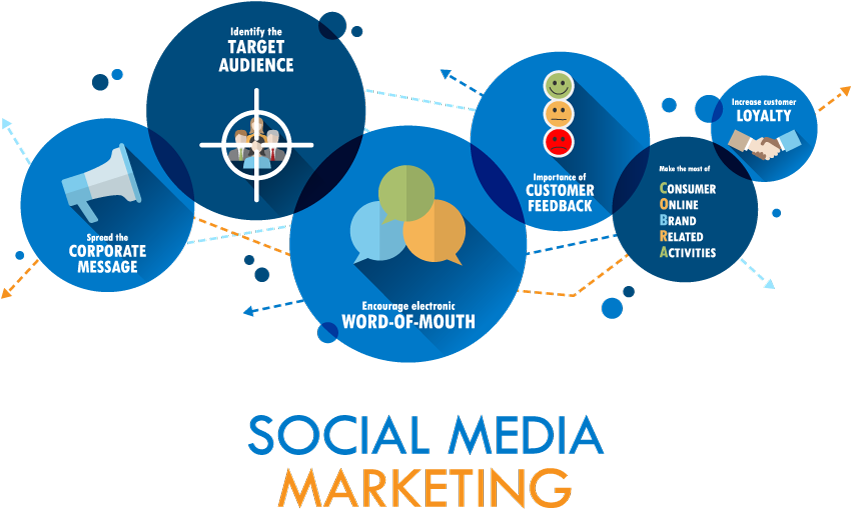 Spread the
CORPORATE
MESSAGE
Identify the
TARGET
AUDIENCE
Encourage electronic
WORD-OF-MOUTH
Importance of
CUSTOMER
FEEDBACK
Make the most of
CONSUMER
ONLINE
BRAND
RELATED
ACTIVITIES
Increase customer
LOYALTY
SOCIAL MEDIA
MARKETING